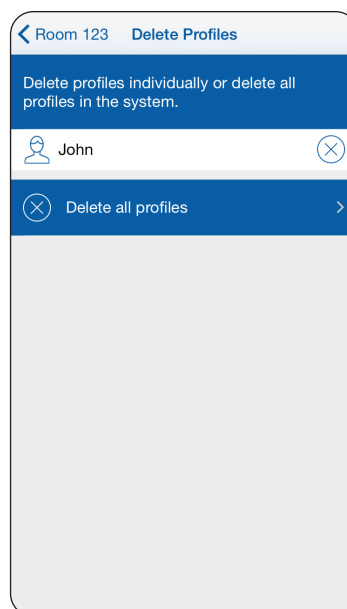 Room 123 Delete Profiles
Delete profiles individually or delete all
profiles in the system.
John
Delete all profiles